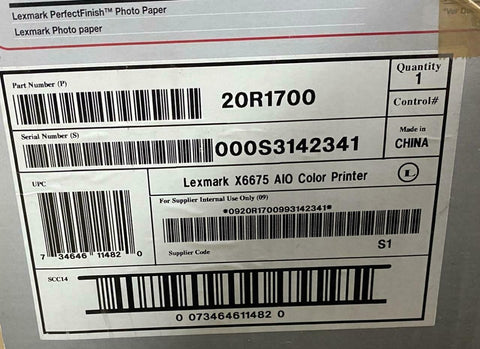 Lexmark PerfectFinish™ Photo Paper
Lexmark Photo paper
Part Number (P)
20R1700
Quantity
1
Control#
Serial Number (S)
000S3142341
Made in
CHINA
UPC
Lexmark X6675 AIO Color Printer
L
For Supplier Internal Use Only (09)
*0920R1700993142341*
7 34646 11482 0
Supplier Code
S1
SCC14
0 073464611482 0